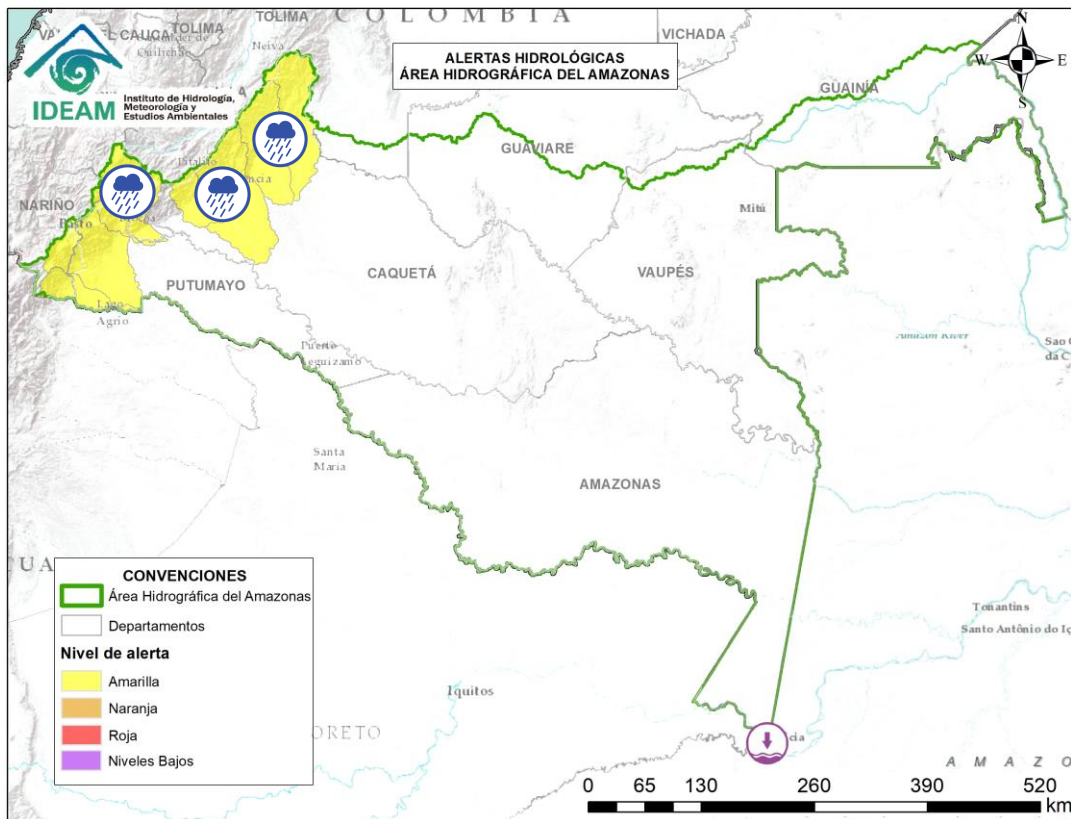 COLOMBIA
TOLIMA
TOLIMA
CAUCA
Neiva
VICHADA
IDEAM
Instituto de Hidrología,
Meteorología y
Estudios Ambientales
ALERTAS HIDROLÓGICAS
ÁREA HIDROGRÁFICA DEL AMAZONAS
N
W
E
S
GUAINÍA
GUAVIARE
NARIÑO
Mitú
CAQUETÁ
VAUPÉS
PUTUMAYO
Lago
Agrio
Amazon River
Puerto
Santa
Maria
AMAZONAS
CONVENCIONES
Área Hidrográfica del Amazonas
Departamentos
Nivel de alerta
Amarilla
Naranja
Roja
Niveles Bajos
Tonantins
Santo Antônio do Iç
Iquitos
ORETO
cia
AMAZO
0 65 130 260 390 520
km